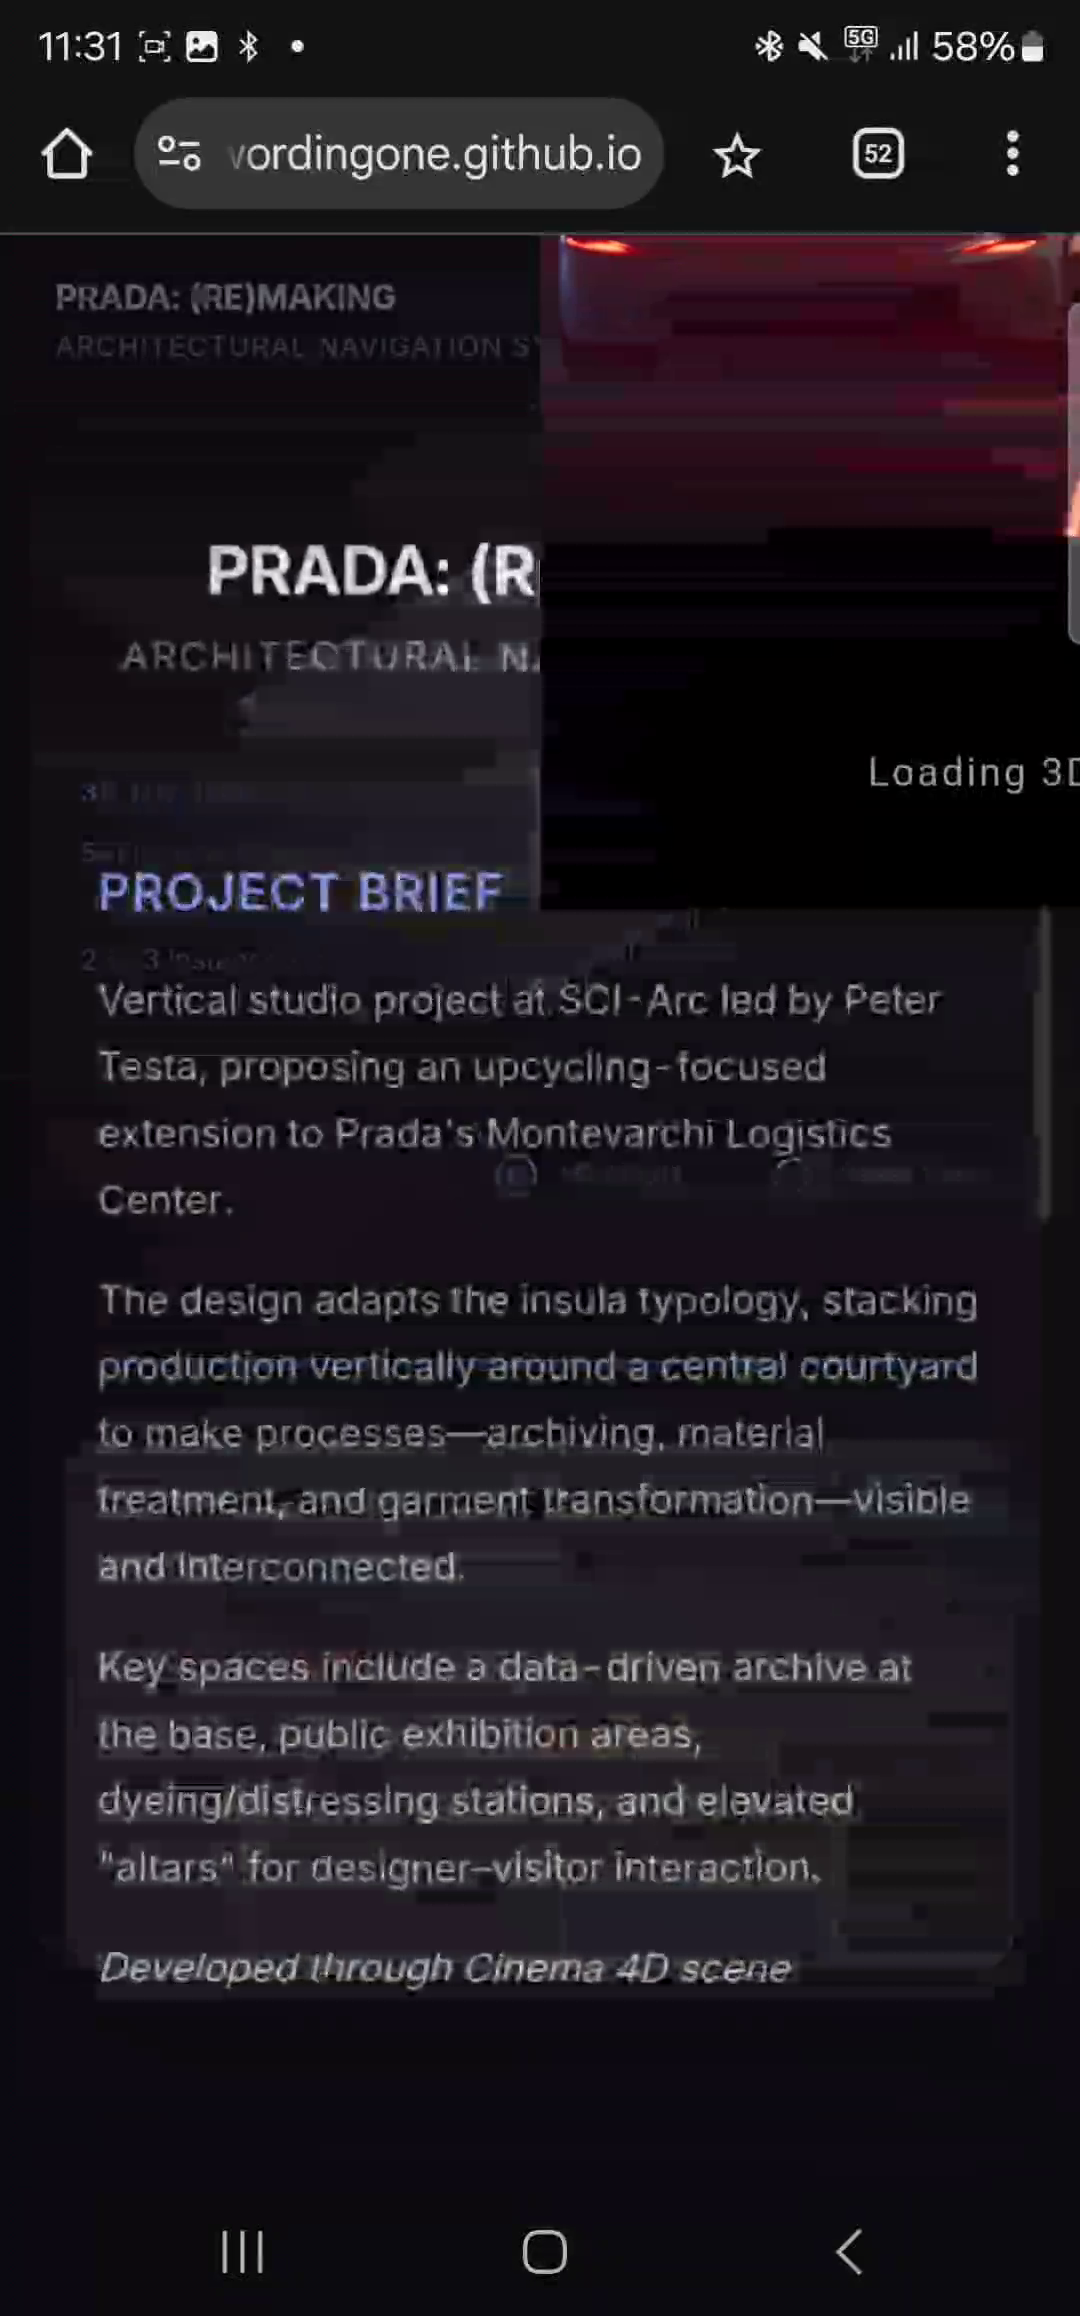 11:31
5G
58%
vordingone.github.io
52
PRADA: (RE)MAKING
ARCHITECTURAL NAVIGATION
PRADA: (R
ARCHITECTURAL
Loading 3D
PROJECT BRIEF
Vertical studio project at SCI-Arc led by Peter
Testa, proposing an upcycling-focused
extension to Prada's Montevarchi Logistics
Center.
The design adapts the insula typology, stacking
production vertically around a central courtyard
to make processes—archiving, material
treatment, and garment transformation—visible
and interconnected.
Key spaces include a data-driven archive at
the base, public exhibition areas,
dyeing/distressing stations, and elevated
"altars" for designer–visitor interaction.
Developed through Cinema 4D scene